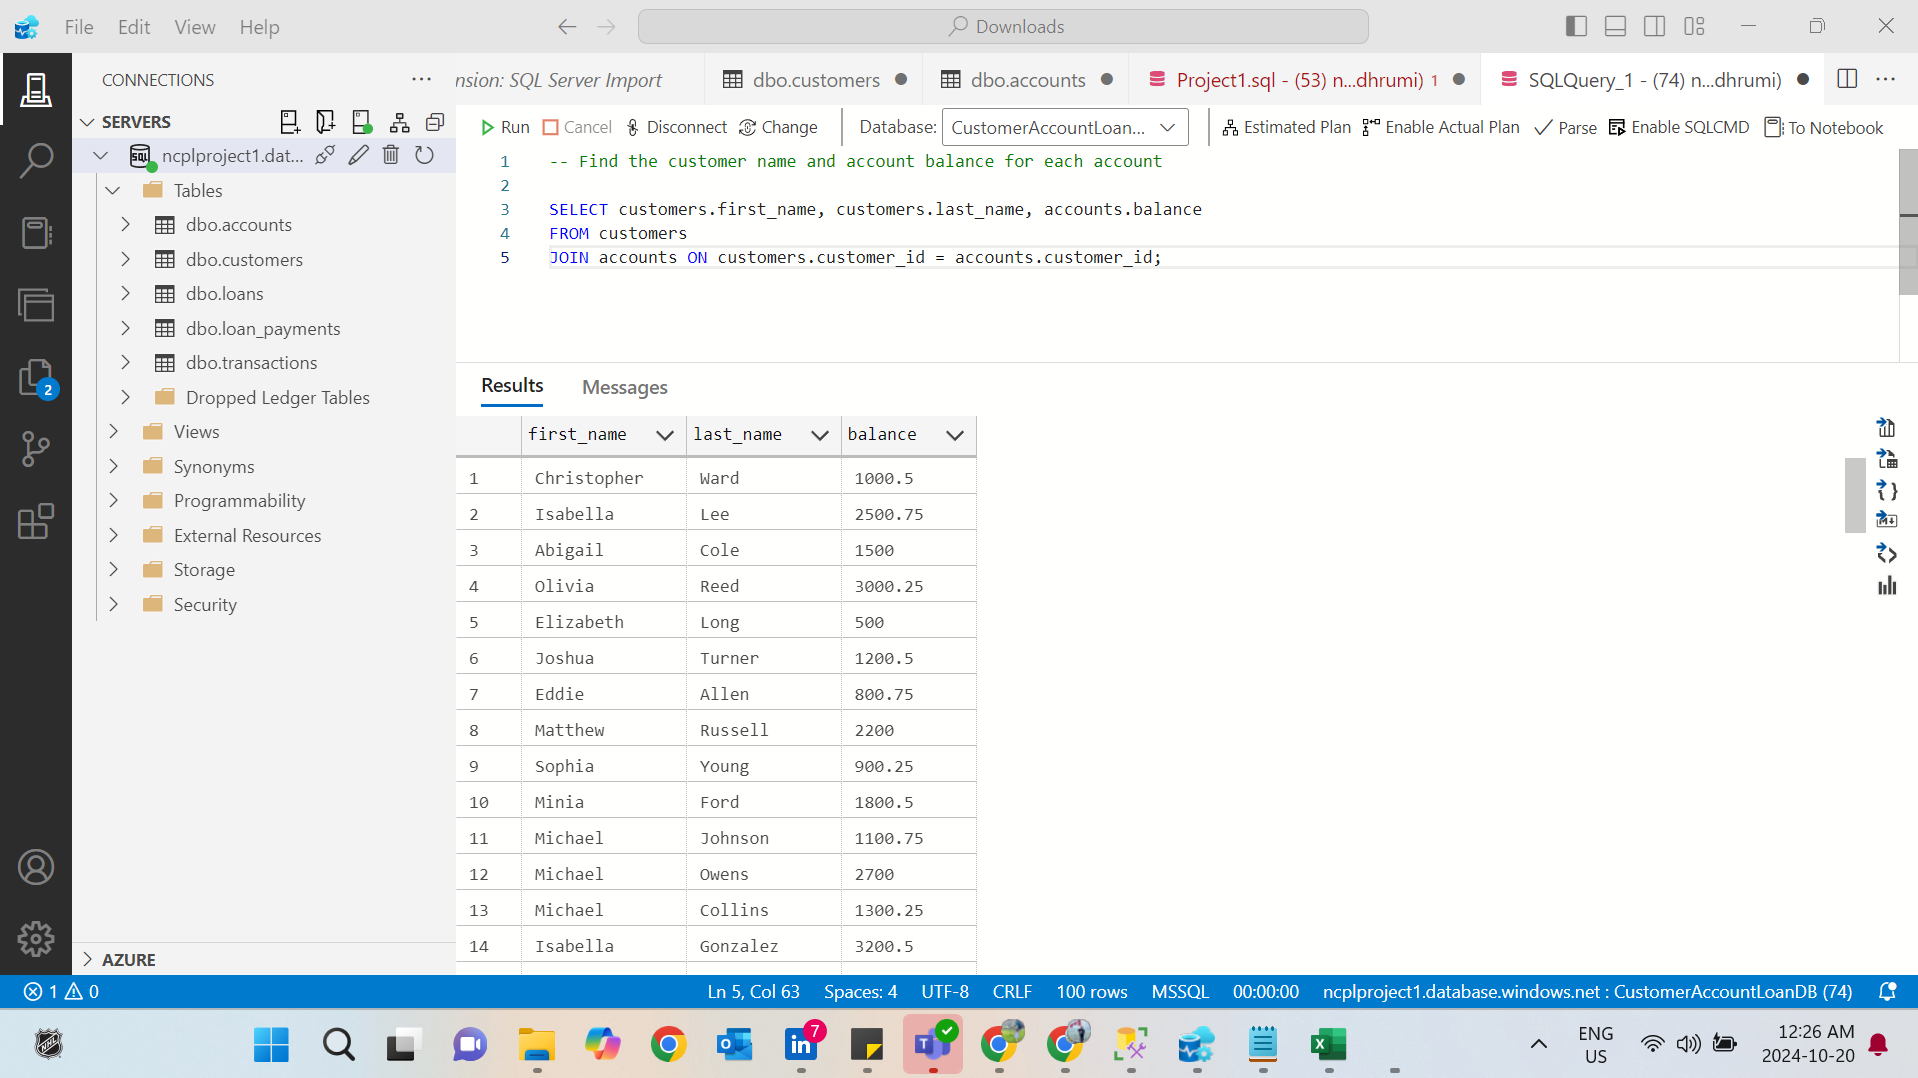 File Edit View Help
Downloads
CONNECTIONS
SERVERS
ncplproject1.dat...
Tables
dbo.accounts
dbo.customers
dbo.loans
dbo.loan_payments
dbo.transactions
Dropped Ledger Tables
Views
Synonyms
Programmability
External Resources
Storage
Security
AZURE
2
nsion: SQL Server Import
dbo.customers
dbo.accounts
Project1.sql - (53) n...dhrumi) 1
SQLQuery_1 - (74) n...dhrumi)
Run Cancel Disconnect Change Database: CustomerAccountLoan... Estimated Plan Enable Actual Plan Parse Enable SQLCMD To Notebook
1 -- Find the customer name and account balance for each account
2
3 SELECT customers.first_name, customers.last_name, accounts.balance
4 FROM customers
5 JOIN accounts ON customers.customer_id = accounts.customer_id;
Results Messages
first_name last_name balance
1 Christopher Ward 1000.5
2 Isabella Lee 2500.75
3 Abigail Cole 1500
4 Olivia Reed 3000.25
5 Elizabeth Long 500
6 Joshua Turner 1200.5
7 Eddie Allen 800.75
8 Matthew Russell 2200
9 Sophia Young 900.25
10 Minia Ford 1800.5
11 Michael Johnson 1100.75
12 Michael Owens 2700
13 Michael Collins 1300.25
14 Isabella Gonzalez 3200.5
1 0 Ln 5, Col 63 Spaces: 4 UTF-8 CRLF 100 rows MSSQL 00:00:00 ncplproject1.database.windows.net : CustomerAccountLoanDB (74)
7
ENG
US
12:26 AM
2024-10-20